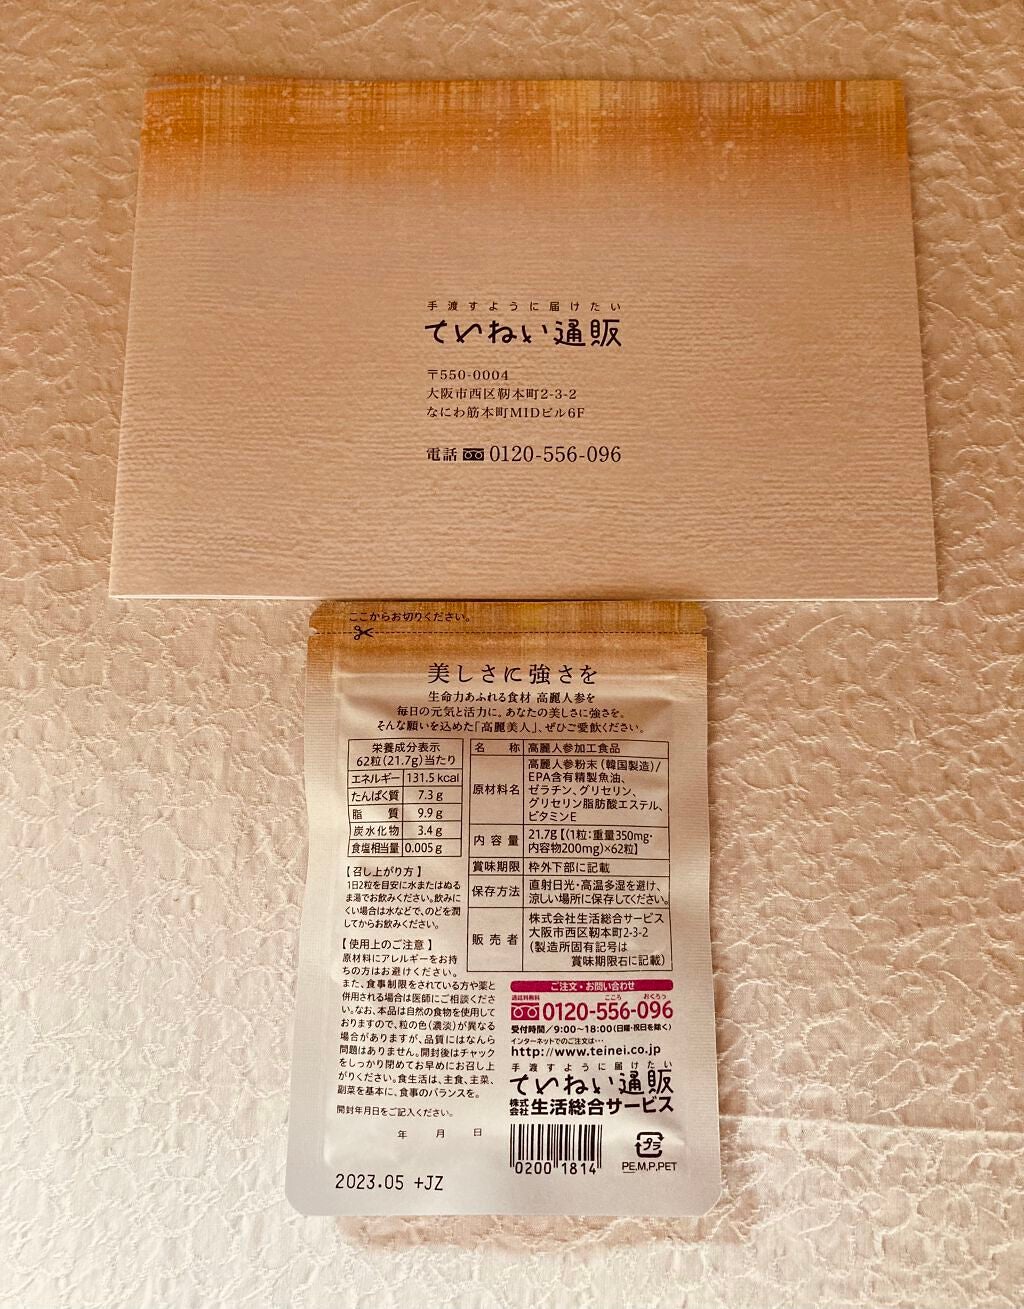 手渡すように届けたい
ていねい通販
〒550-0004
大阪市西区靭本町2-3-2
なにわ筋本町MIDビル6F
電話 0120-556-096
ここからお切りください。
美しさに強さを
生命力あふれる食材 高麗人参を
毎日の元気と活力に。あなたの美しさに強さを。
そんな願いを込めた「高麗美人」、ぜひご愛飲ください。
栄養成分表示
62粒(21.7g)当たり
エネルギー 131.5 kcal
たんぱく質 7.3 g
脂質 9.9 g
炭水化物 3.4 g
食塩相当量 0.005 g
【召し上がり方】
1日2粒を目安に水またはぬる
ま湯でお飲みください。飲みに
くい場合は水などで、のどを潤
してからお飲みください。
【使用上のご注意】
原材料にアレルギーをお持
ちの方はお避けください。
また、食事制限をされている方や薬と
併用される場合は医師にご相談くださ
い。なお、本品は自然の食物を使用して
おりますので、粒の色(濃淡)が異なる
場合がありますが、品質にはなんら
問題はありません。開封後はチャック
をしっかり閉めてお早めにお召し上
がりください。食生活は、主食、主菜、
副菜を基本に、食事のバランスを。
開封年月日をご記入ください。
年 月 日
2023.05 +JZ
名称 高麗人参加工食品
原材料名 高麗人参粉末(韓国製造)/
EPA含有精製魚油、
ゼラチン、グリセリン、
グリセリン脂肪酸エステル、
ビタミンE
内容量 21.7g【(1粒:重量350mg・
内容物200mg)×62粒】
賞味期限 枠外下部に記載
保存方法 直射日光・高温多湿を避け、
涼しい場所に保存してください。
販売者 株式会社生活総合サービス
大阪市西区靭本町2-3-2
(製造所固有記号は
賞味期限右に記載)
ご注文・お問い合わせ
通話料無料 こころ おくろう
0120-556-096
受付時間/9:00〜18:00(日曜・祝日を除く)
インターネットでのご注文は…
http://www.teinei.co.jp
手渡すように届けたい
ていねい通販
株式会社 生活総合サービス
0200 1814
プラ
PE,M,P,PET